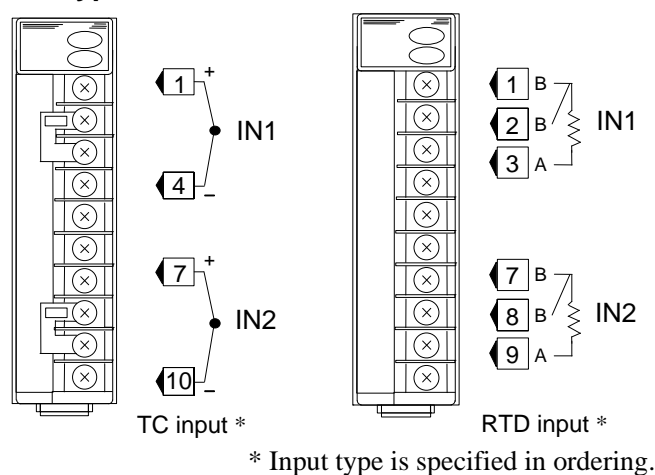 1 +
IN1
4 –
7 +
IN2
10 –
TC input *
1 B
2 B
IN1
3 A
7 B
8 B
IN2
9 A
RTD input *
* Input type is specified in ordering.